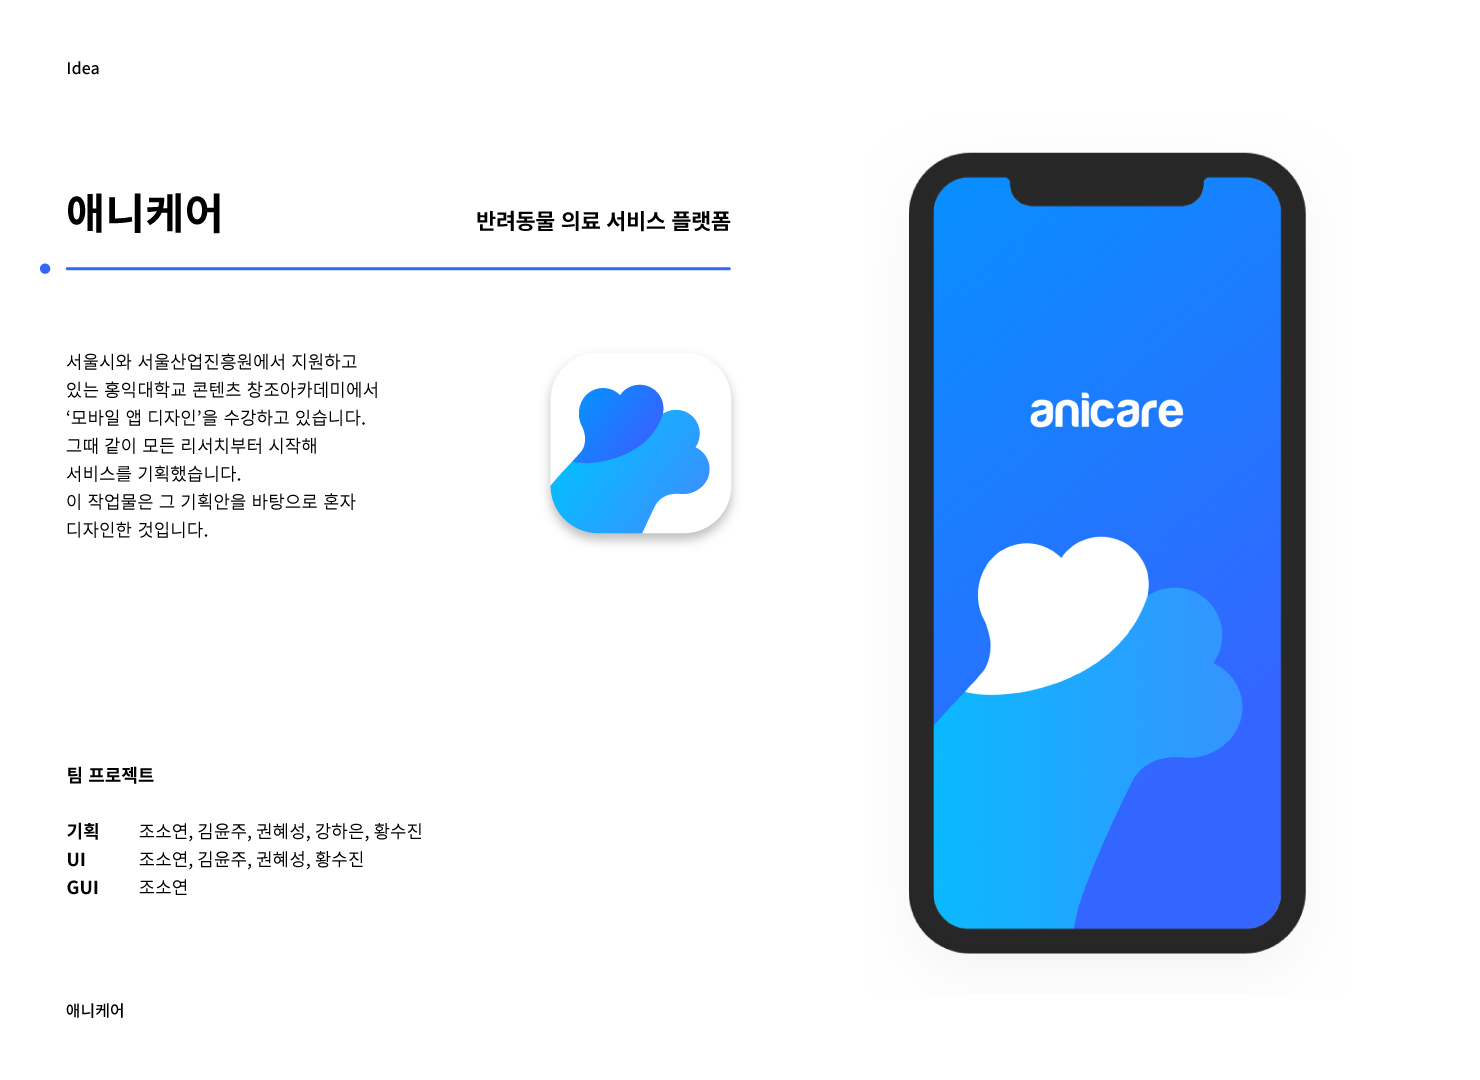 Idea
애니케어
반려동물 의료 서비스 플랫폼
서울시와 서울산업진흥원에서 지원하고
있는 홍익대학교 콘텐츠 창조아카데미에서
‘모바일 앱 디자인’을 수강하고 있습니다.
그때 같이 모든 리서치부터 시작해
서비스를 기획했습니다.
이 작업물은 그 기획안을 바탕으로 혼자
디자인한 것입니다.
anicare
팀 프로젝트
기획 조소연, 김윤주, 권혜성, 강하은, 황수진
UI 조소연, 김윤주, 권혜성, 황수진
GUI 조소연
애니케어